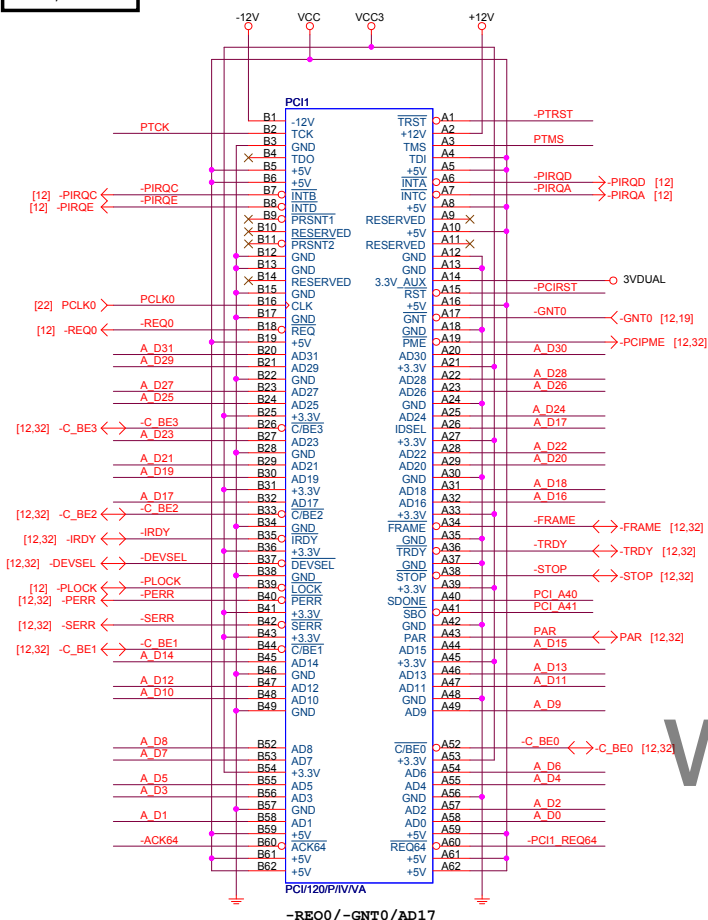 -12V VCC VCC3 +12V
PCI1
B1 -12V TRST A1 -PTRST
PTCK B2 TCK +12V A2
B3 GND TMS A3 PTMS
B4 TDO TDI A4
B5 +5V +5V A5
B6 +5V INTA A6 -PIRQD -PIRQD [12]
[12] -PIRQC -PIRQC B7 INTB INTC A7 -PIRQA -PIRQA [12]
[12] -PIRQE -PIRQE B8 INTD +5V A8
B9 PRSNT1 RESERVED A9
B10 RESERVED +5V A10
B11 PRSNT2 RESERVED A11
B12 GND GND A12
B13 GND GND A13
B14 RESERVED 3.3V_AUX A14 3VDUAL
B15 GND RST A15 -PCIRST
[22] PCLK0 PCLK0 B16 CLK +5V A16
B17 GND GNT A17 -GNT0 -GNT0 [12,19]
[12] -REQ0 -REQ0 B18 REQ GND A18
B19 +5V PME A19 -PCIPME [12,32]
A_D31 B20 AD31 AD30 A20 A_D30
A_D29 B21 AD29 +3.3V A21
B22 GND AD28 A22 A_D28
A_D27 B23 AD27 AD26 A23 A_D26
A_D25 B24 AD25 GND A24
B25 +3.3V AD24 A25 A_D24
[12,32] -C_BE3 -C_BE3 B26 C/BE3 IDSEL A26 A_D17
A_D23 B27 AD23 +3.3V A27
B28 GND AD22 A28 A_D22
A_D21 B29 AD21 AD20 A29 A_D20
A_D19 B30 AD19 GND A30
B31 +3.3V AD18 A31 A_D18
A_D17 B32 AD17 AD16 A32 A_D16
[12,32] -C_BE2 -C_BE2 B33 C/BE2 +3.3V A33
B34 GND FRAME A34 -FRAME -FRAME [12,32]
[12,32] -IRDY -IRDY B35 IRDY GND A35
B36 +3.3V TRDY A36 -TRDY -TRDY [12,32]
[12,32] -DEVSEL -DEVSEL B37 DEVSEL GND A37
B38 GND STOP A38 -STOP -STOP [12,32]
[12] -PLOCK -PLOCK B39 LOCK +3.3V A39
[12,32] -PERR -PERR B40 PERR SDONE A40 PCI_A40
B41 +3.3V SBO A41 PCI_A41
[12,32] -SERR -SERR B42 SERR GND A42
B43 +3.3V PAR A43 PAR PAR [12,32]
[12,32] -C_BE1 -C_BE1 B44 C/BE1 AD15 A44 A_D15
A_D14 B45 AD14 +3.3V A45
B46 GND AD13 A46 A_D13
A_D12 B47 AD12 AD11 A47 A_D11
A_D10 B48 AD10 GND A48
B49 GND AD9 A49 A_D9
A_D8 B52 AD8 C/BE0 A52 -C_BE0 -C_BE0 [12,32]
A_D7 B53 AD7 +3.3V A53
B54 +3.3V AD6 A54 A_D6
A_D5 B55 AD5 AD4 A55 A_D4
A_D3 B56 AD3 GND A56
B57 GND AD2 A57 A_D2
A_D1 B58 AD1 AD0 A58 A_D0
B59 +5V +5V A59
-ACK64 B60 ACK64 REQ64 A60 -PCI1_REQ64
B61 +5V +5V A61
B62 +5V +5V A62
PCI/120/P/IV/VA
-REQ0/-GNT0/AD17